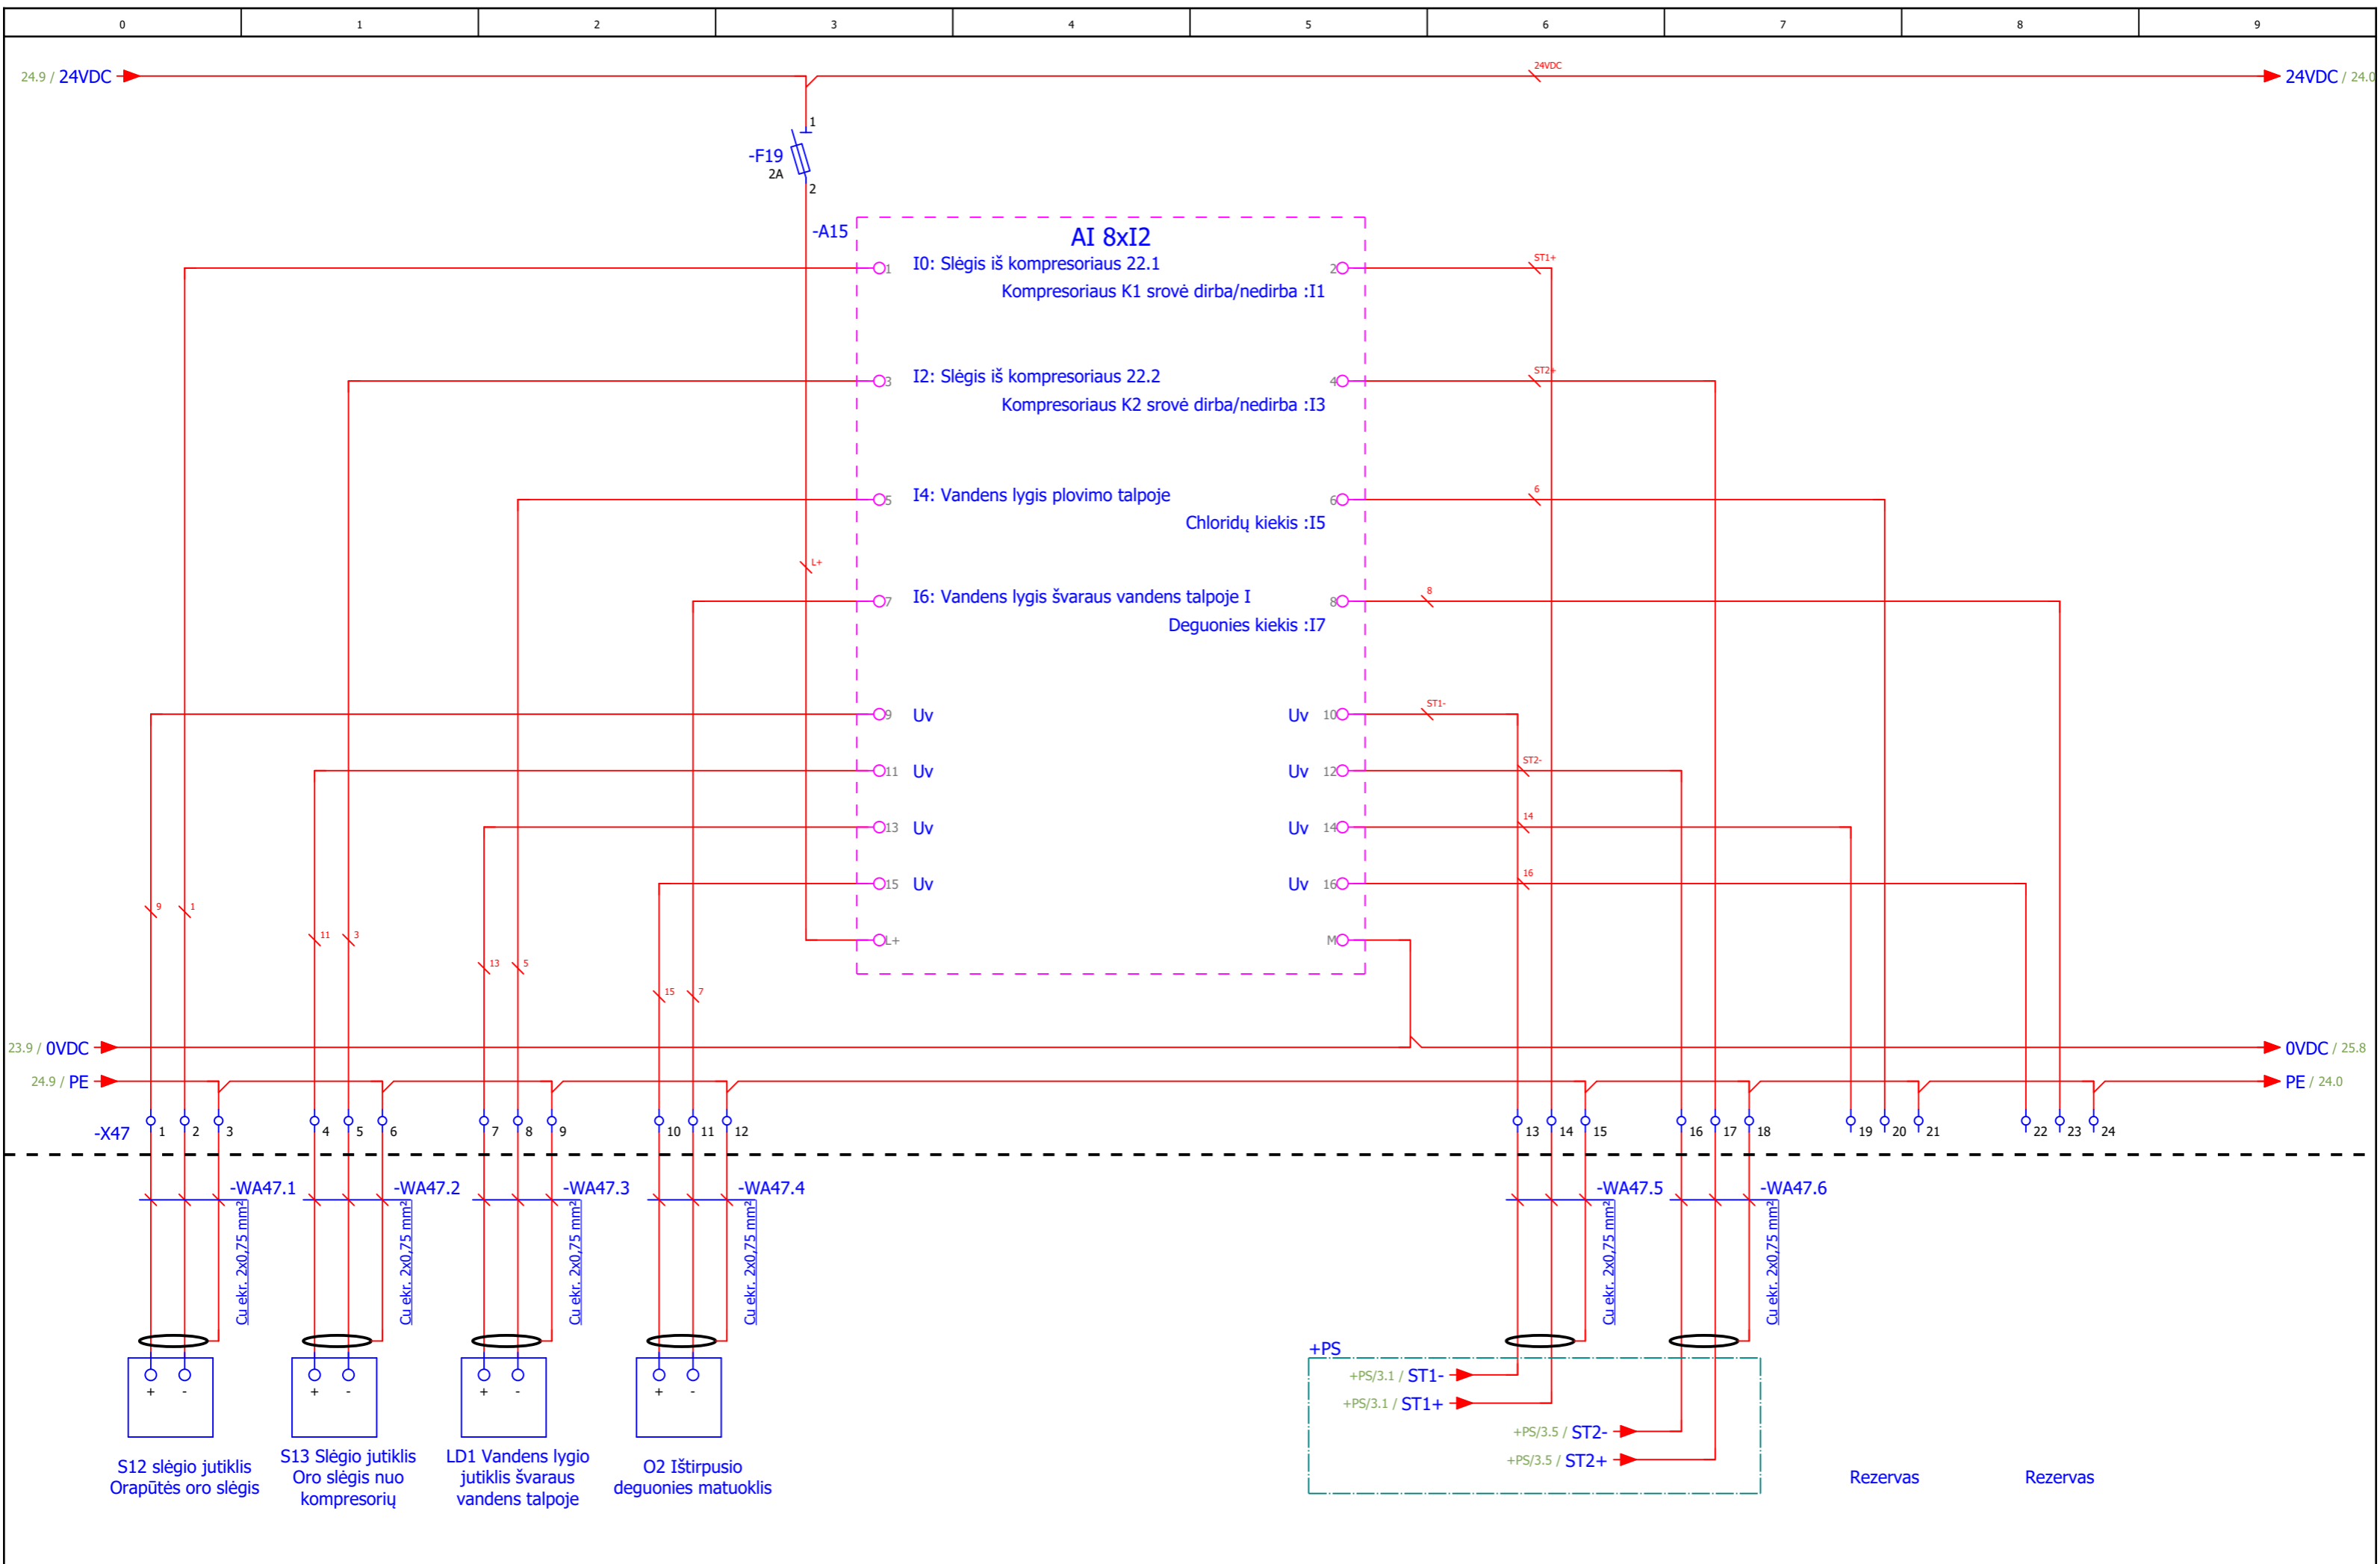 0 1 2 3 4 5 6 7 8 9
24.9 / 24VDC
24VDC
24VDC / 24.0
1
-F19
2A
2
-A15
AI 8xI2
1 I0: Slėgis iš kompresoriaus 22.1 2
ST1+
Kompresoriaus K1 srovė dirba/nedirba :I1
3 I2: Slėgis iš kompresoriaus 22.2 4
ST2+
Kompresoriaus K2 srovė dirba/nedirba :I3
5 I4: Vandens lygis plovimo talpoje 6
6
Chloridų kiekis :I5
L+
7 I6: Vandens lygis švaraus vandens talpoje I 8
8
Deguonies kiekis :I7
9 Uv Uv 10
ST1-
11 Uv Uv 12
ST2-
13 Uv Uv 14
14
15 Uv Uv 16
16
9 1
11 3
L+ M
13 5
15 7
23.9 / 0VDC
0VDC / 25.8
24.9 / PE
PE / 24.0
-X47 1 2 3 4 5 6 7 8 9 10 11 12 13 14 15 16 17 18 19 20 21 22 23 24
-WA47.1 -WA47.2 -WA47.3 -WA47.4 -WA47.5 -WA47.6
Cu ekr. 2x0,75 mm²
Cu ekr. 2x0,75 mm²
Cu ekr. 2x0,75 mm²
Cu ekr. 2x0,75 mm²
Cu ekr. 2x0,75 mm²
Cu ekr. 2x0,75 mm²
+ - + - + - + -
S12 slėgio jutiklis
Orapūtės oro slėgis
S13 Slėgio jutiklis
Oro slėgis nuo
kompresorių
LD1 Vandens lygio
jutiklis švaraus
vandens talpoje
O2 Ištirpusio
deguonies matuoklis
+PS
+PS/3.1 / ST1-
+PS/3.1 / ST1+
+PS/3.5 / ST2-
+PS/3.5 / ST2+
Rezervas
Rezervas